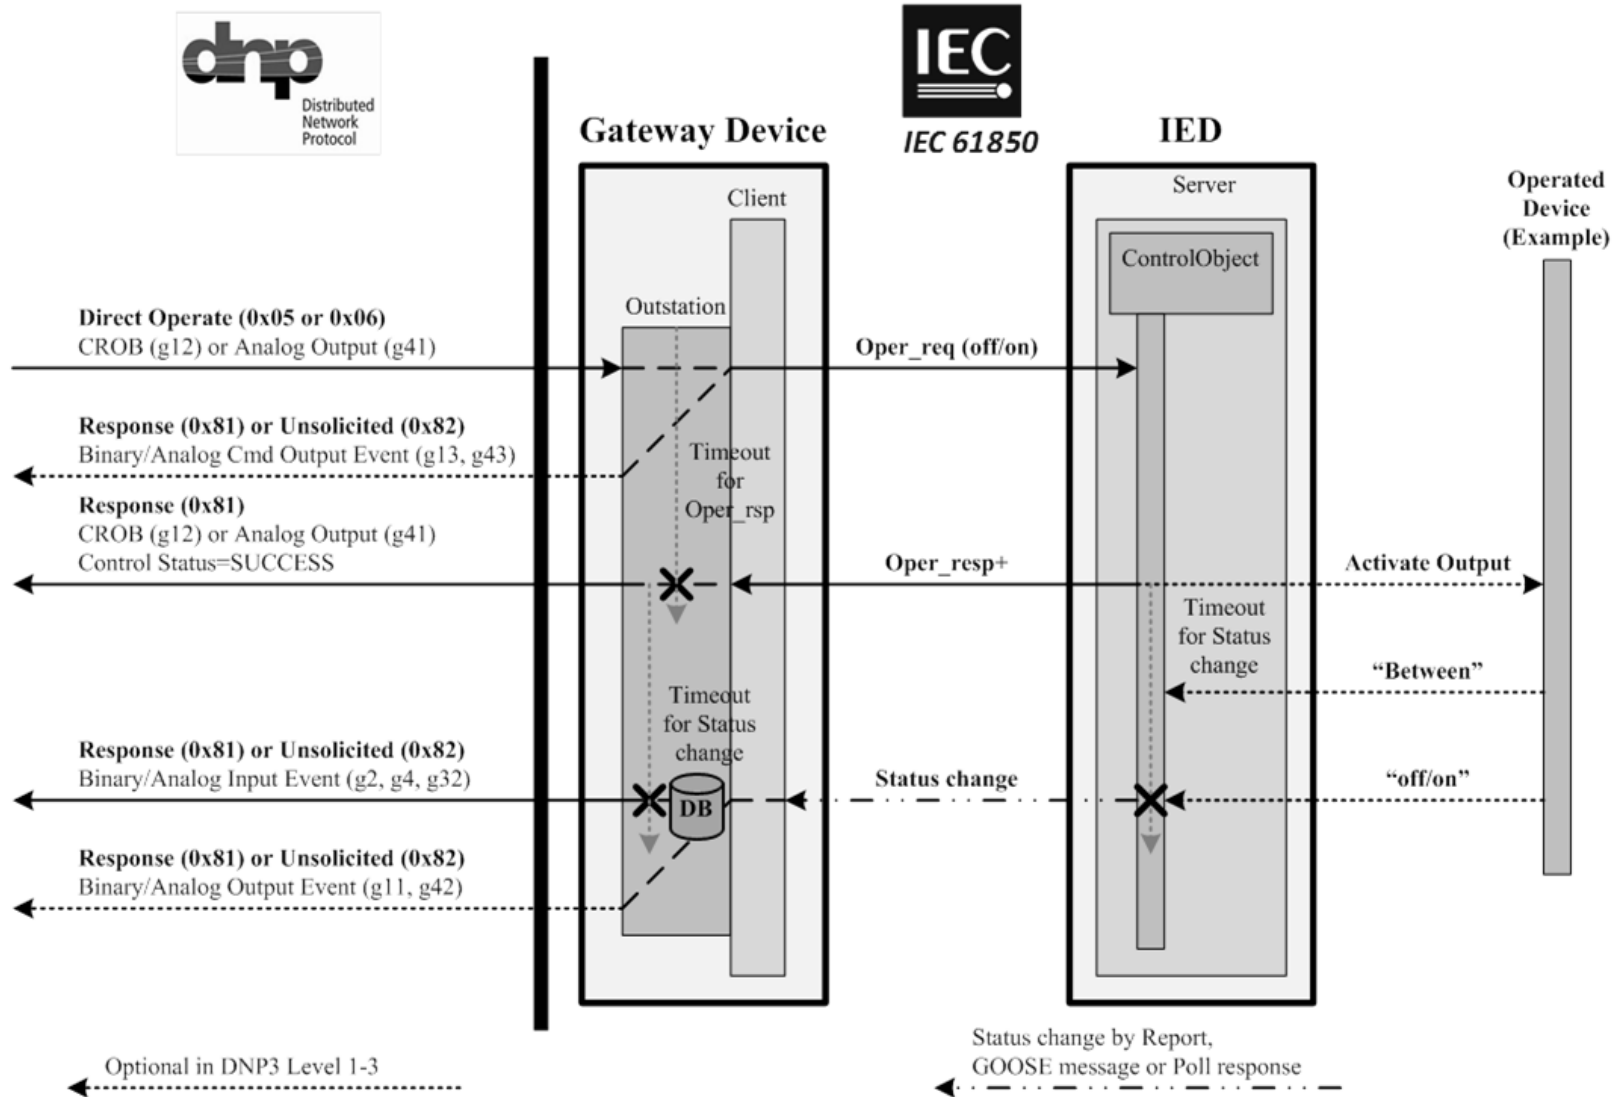 dnp
Distributed
Network
Protocol
IEC
IEC 61850
Gateway Device
IED
Client
Server
Operated
Device
(Example)
ControlObject
Outstation
Direct Operate (0x05 or 0x06)
CROB (g12) or Analog Output (g41)
Oper_req (off/on)
Response (0x81) or Unsolicited (0x82)
Binary/Analog Cmd Output Event (g13, g43)
Timeout
for
Oper_rsp
Response (0x81)
CROB (g12) or Analog Output (g41)
Control Status=SUCCESS
Oper_resp+
Activate Output
Timeout
for Status
change
“Between”
Timeout
for Status
change
Response (0x81) or Unsolicited (0x82)
Binary/Analog Input Event (g2, g4, g32)
DB
Status change
“off/on”
Response (0x81) or Unsolicited (0x82)
Binary/Analog Output Event (g11, g42)
Optional in DNP3 Level 1-3
Status change by Report,
GOOSE message or Poll response